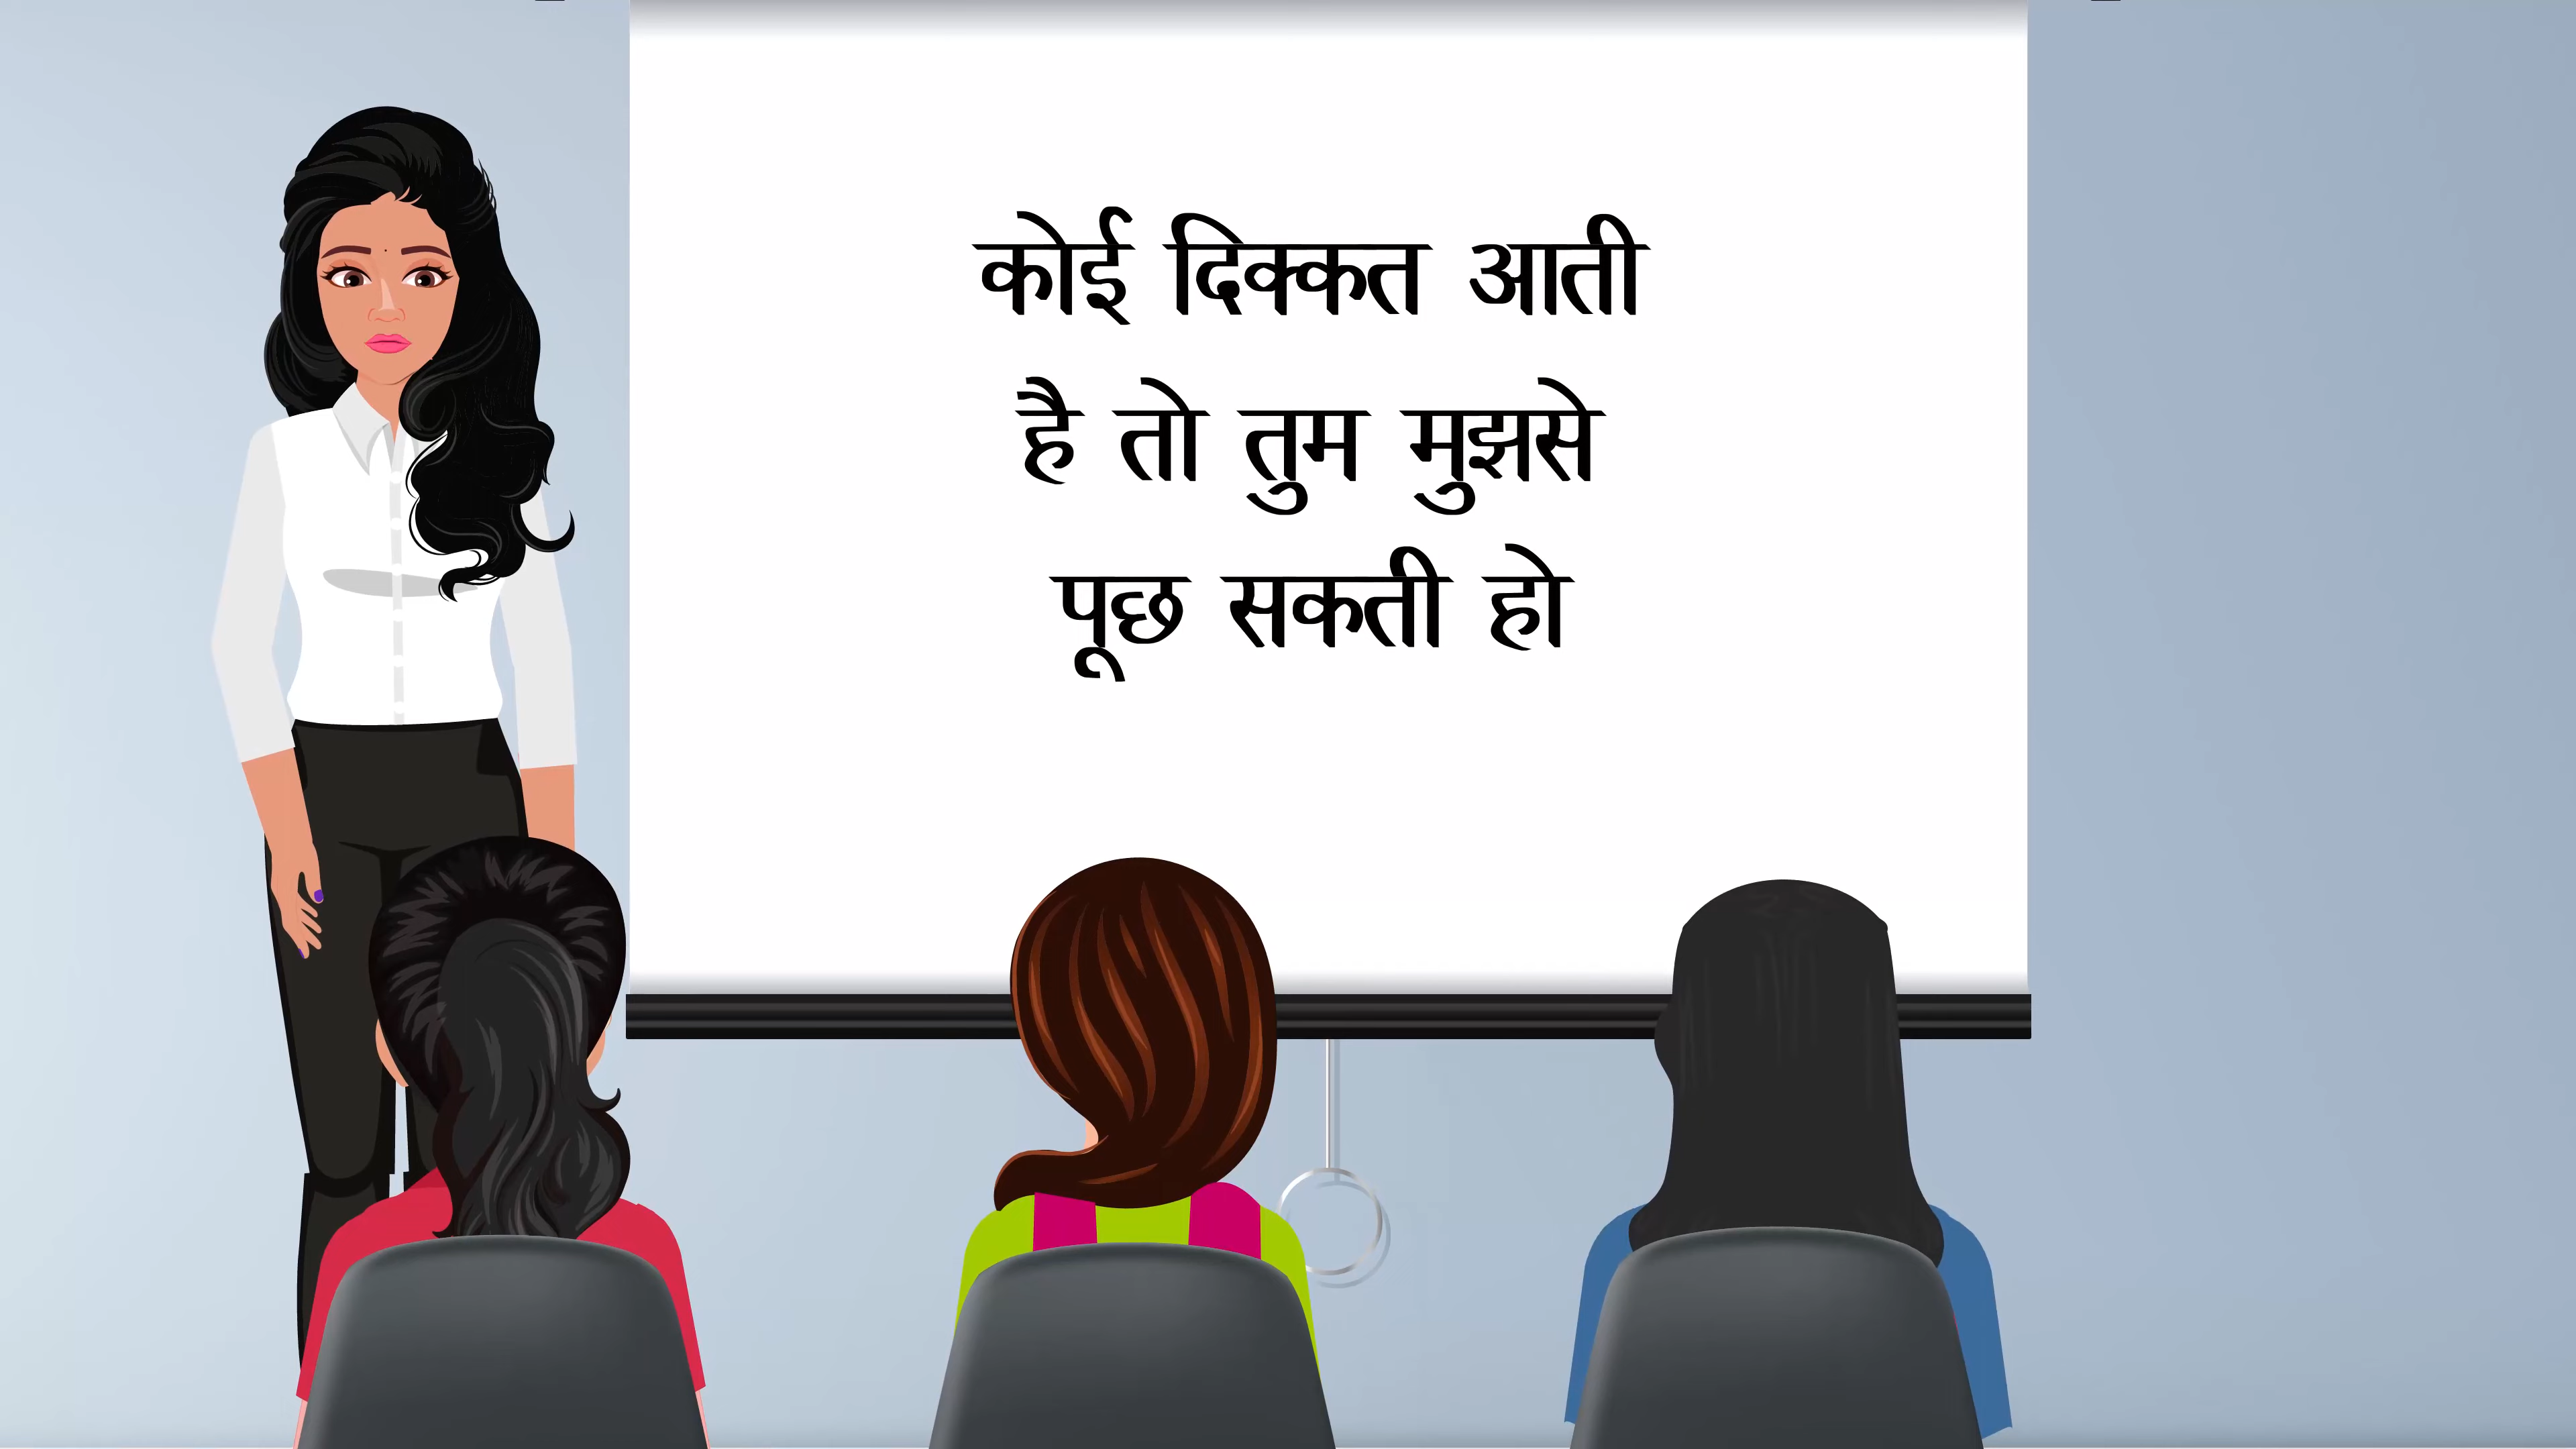 कोई दिक्कत आती
है तो तुम मुझसे
पूछ सकती हो